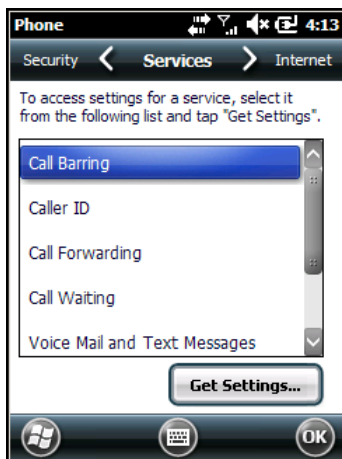 Phone 4:13
Security Services Internet
To access settings for a service, select it
from the following list and tap "Get Settings".
Call Barring
Caller ID
Call Forwarding
Call Waiting
Voice Mail and Text Messages
Get Settings...
OK